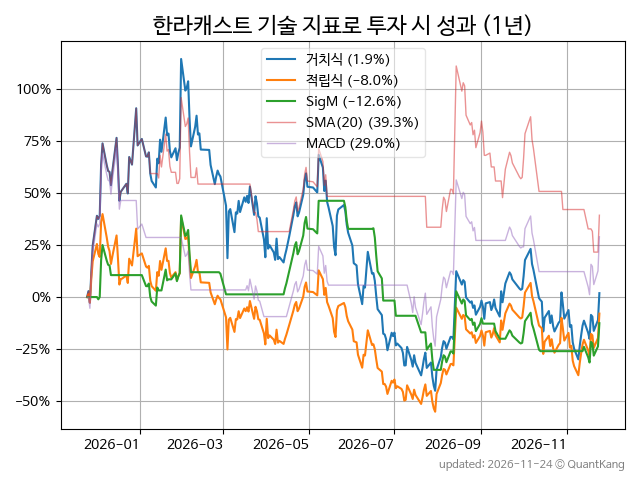 한라캐스트 기술 지표로 투자 시 성과 (1년)
거치식 (1.9%)
적립식 (−8.0%)
SigM (−12.6%)
SMA(20) (39.3%)
MACD (29.0%)
100%
75%
50%
25%
0%
−25%
−50%
2026−01 2026−03 2026−05 2026−07 2026−09 2026−11
updated: 2026-11-24 © QuantKang